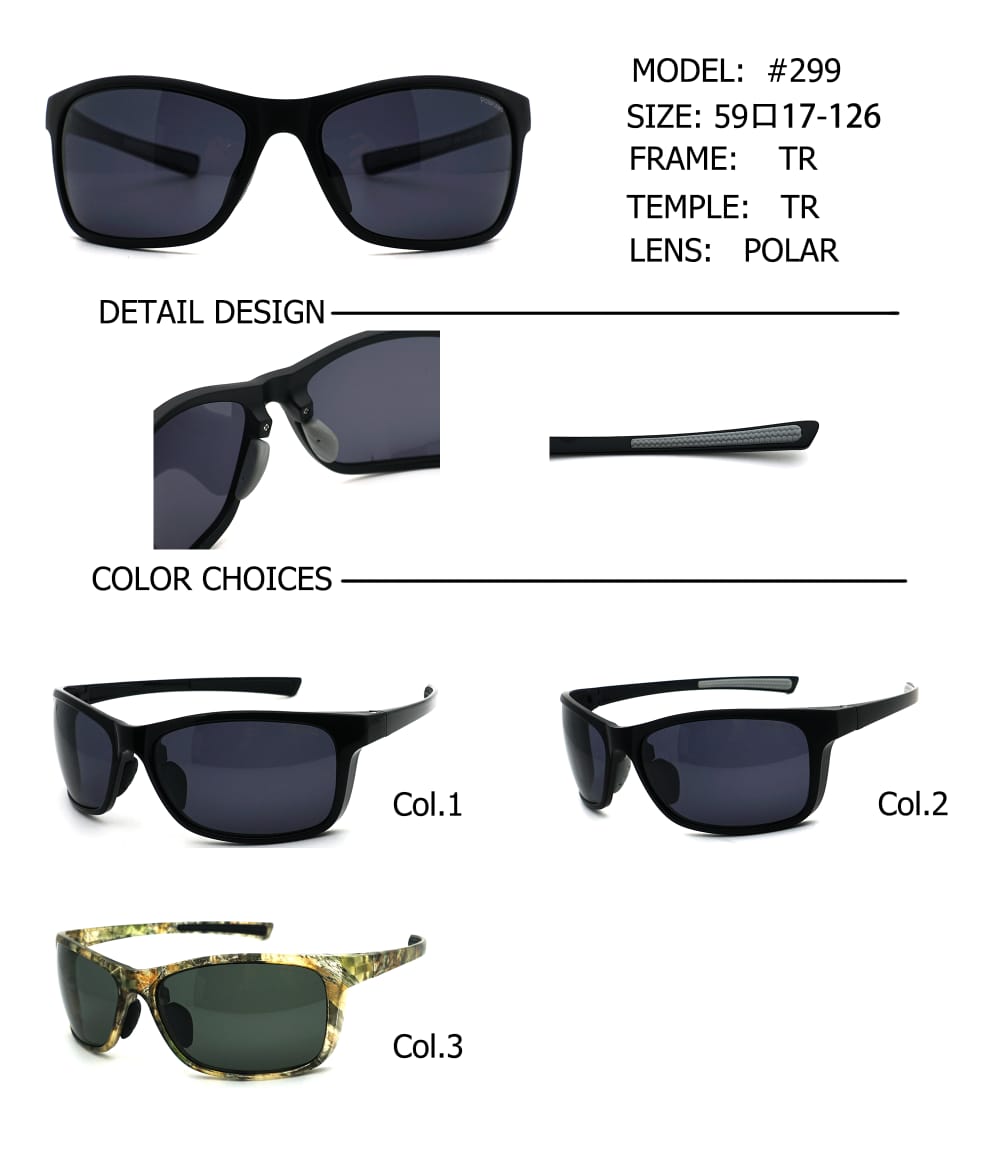 Polarized
MODEL: #299
SIZE: 59口17-126
FRAME: TR
TEMPLE: TR
LENS: POLAR
DETAIL DESIGN
COLOR CHOICES
Col.1
Col.2
Col.3